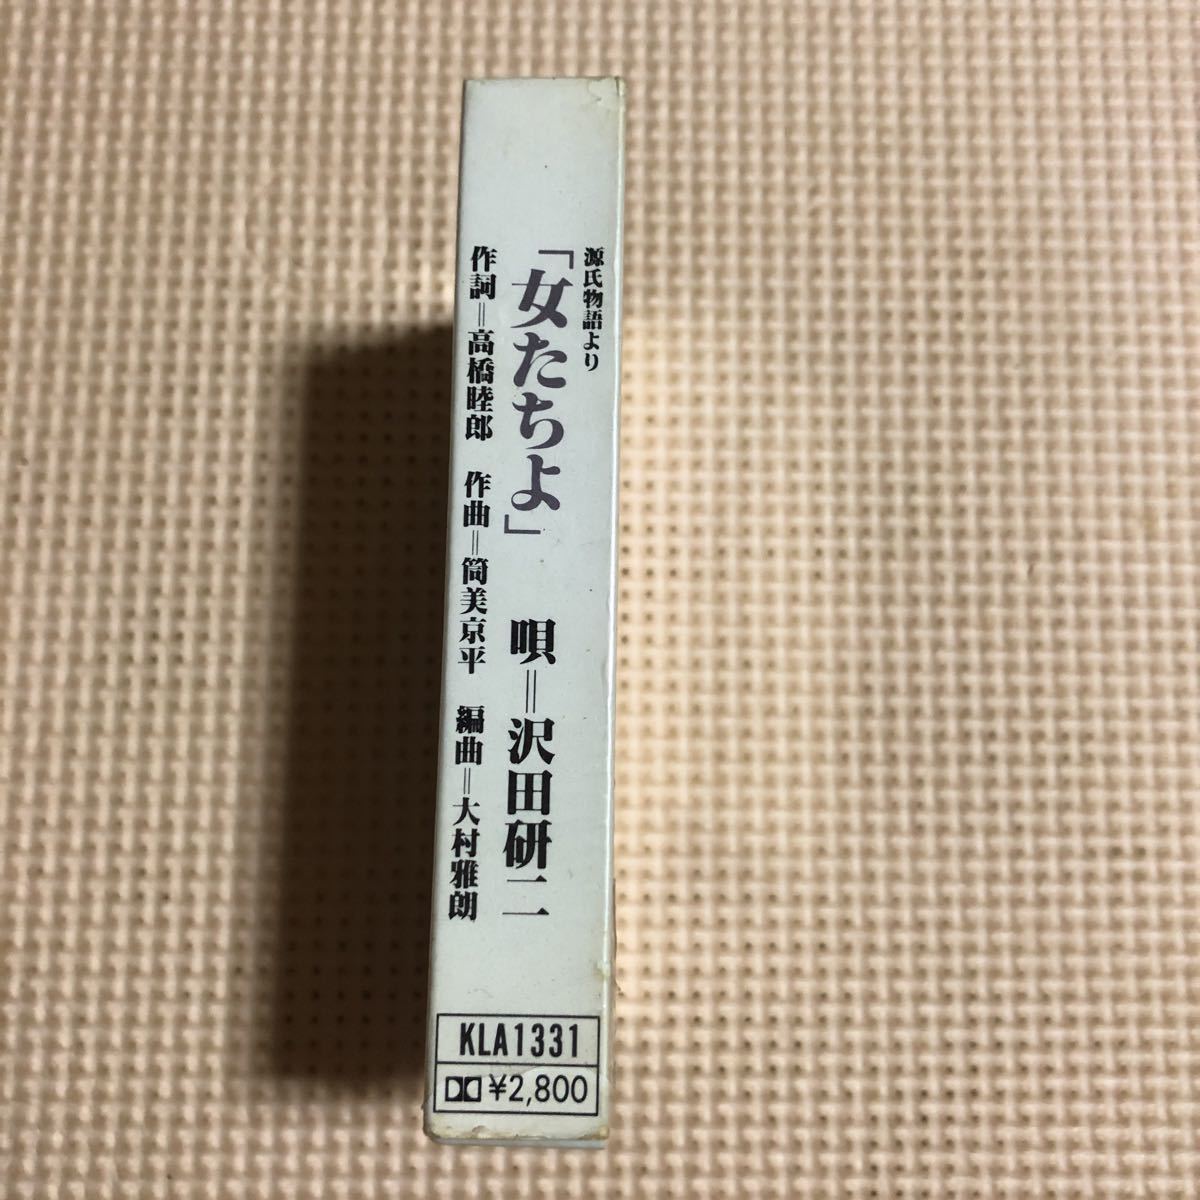 源氏物語より
「女たちよ」 唄=沢田研二
作詞=高橋睦郎 作曲=筒美京平 編曲=大村雅朗
KLA1331
¥2,800